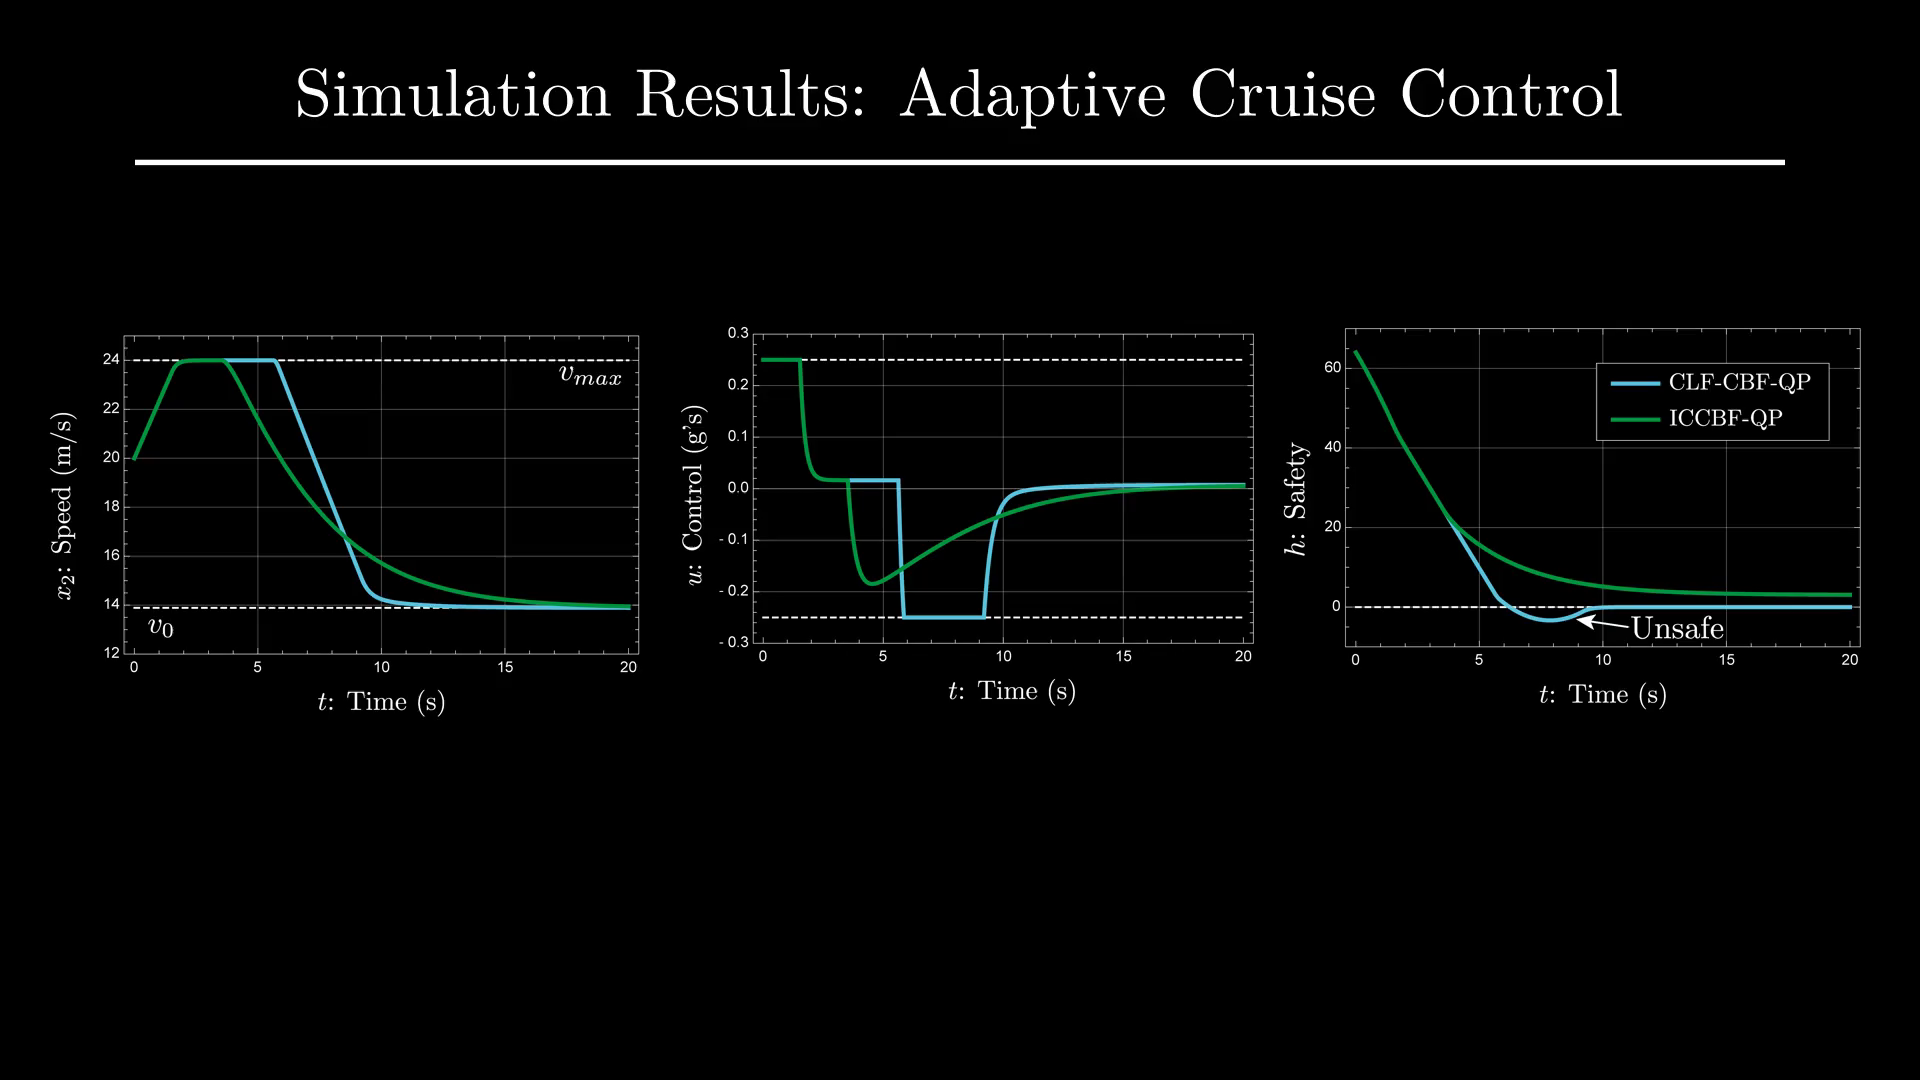 Simulation Results: Adaptive Cruise Control
x₂: Speed (m/s)
24
22
20
18
16
14
12
v_max
v₀
0 5 10 15 20
t: Time (s)
u: Control (g's)
0.3
0.2
0.1
0.0
- 0.1
- 0.2
- 0.3
0 5 10 15 20
t: Time (s)
h: Safety
60
40
20
0
CLF-CBF-QP
ICCBF-QP
Unsafe
0 5 10 15 20
t: Time (s)